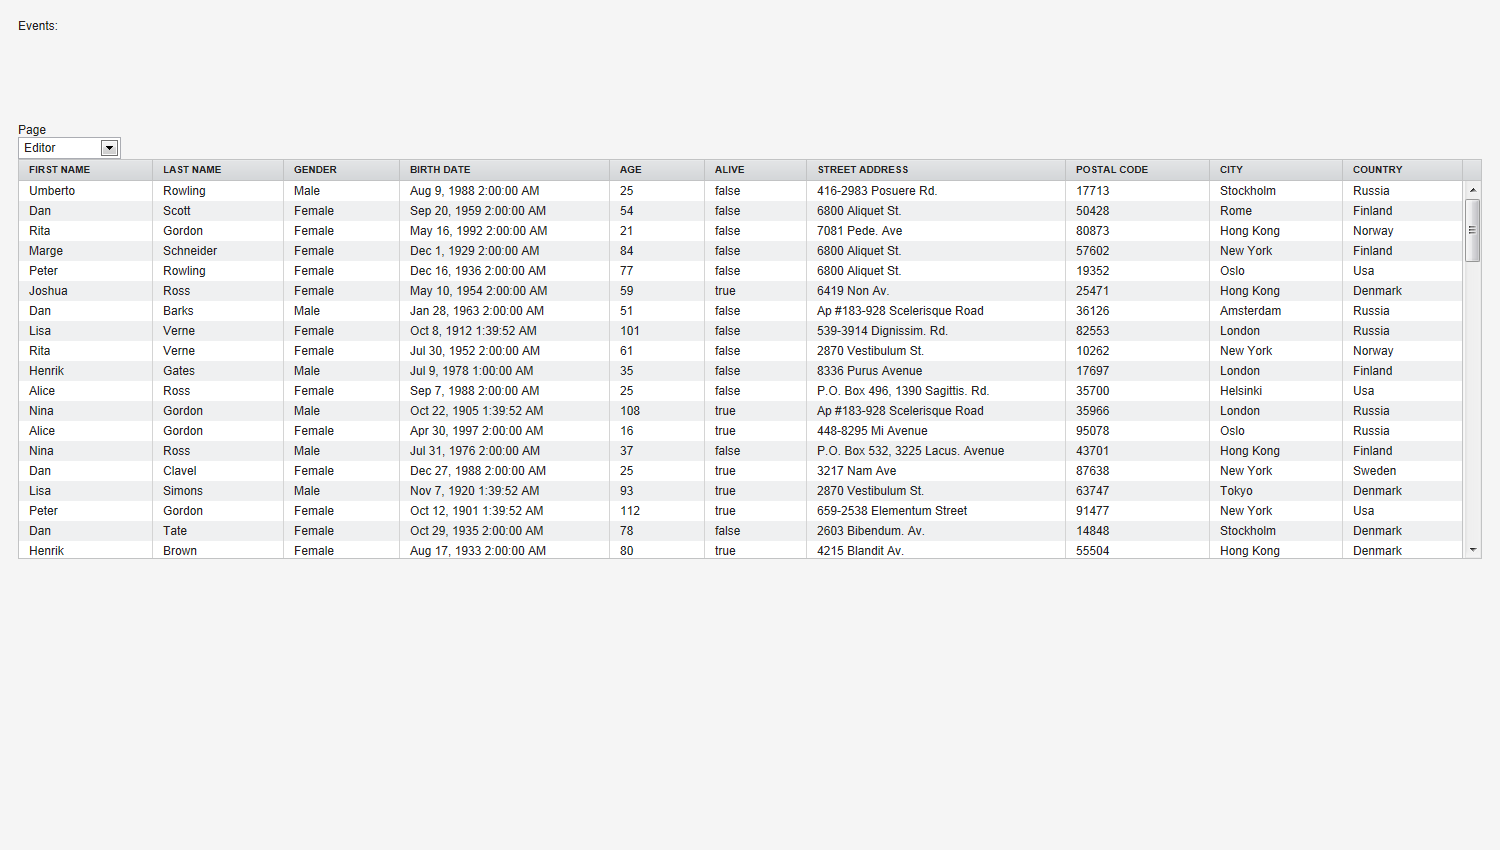 Events:
Page
Editor
FIRST NAME LAST NAME GENDER BIRTH DATE AGE ALIVE STREET ADDRESS POSTAL CODE CITY COUNTRY
Umberto Rowling Male Aug 9, 1988 2:00:00 AM 25 false 416-2983 Posuere Rd. 17713 Stockholm Russia
Dan Scott Female Sep 20, 1959 2:00:00 AM 54 false 6800 Aliquet St. 50428 Rome Finland
Rita Gordon Female May 16, 1992 2:00:00 AM 21 false 7081 Pede. Ave 80873 Hong Kong Norway
Marge Schneider Female Dec 1, 1929 2:00:00 AM 84 false 6800 Aliquet St. 57602 New York Finland
Peter Rowling Female Dec 16, 1936 2:00:00 AM 77 false 6800 Aliquet St. 19352 Oslo Usa
Joshua Ross Female May 10, 1954 2:00:00 AM 59 true 6419 Non Av. 25471 Hong Kong Denmark
Dan Barks Male Jan 28, 1963 2:00:00 AM 51 false Ap #183-928 Scelerisque Road 36126 Amsterdam Russia
Lisa Verne Female Oct 8, 1912 1:39:52 AM 101 false 539-3914 Dignissim. Rd. 82553 London Russia
Rita Verne Female Jul 30, 1952 2:00:00 AM 61 false 2870 Vestibulum St. 10262 New York Norway
Henrik Gates Male Jul 9, 1978 1:00:00 AM 35 false 8336 Purus Avenue 17697 London Finland
Alice Ross Female Sep 7, 1988 2:00:00 AM 25 false P.O. Box 496, 1390 Sagittis. Rd. 35700 Helsinki Usa
Nina Gordon Male Oct 22, 1905 1:39:52 AM 108 true Ap #183-928 Scelerisque Road 35966 London Russia
Alice Gordon Female Apr 30, 1997 2:00:00 AM 16 true 448-8295 Mi Avenue 95078 Oslo Russia
Nina Ross Male Jul 31, 1976 2:00:00 AM 37 false P.O. Box 532, 3225 Lacus. Avenue 43701 Hong Kong Finland
Dan Clavel Female Dec 27, 1988 2:00:00 AM 25 true 3217 Nam Ave 87638 New York Sweden
Lisa Simons Male Nov 7, 1920 1:39:52 AM 93 true 2870 Vestibulum St. 63747 Tokyo Denmark
Peter Gordon Female Oct 12, 1901 1:39:52 AM 112 true 659-2538 Elementum Street 91477 New York Usa
Dan Tate Female Oct 29, 1935 2:00:00 AM 78 false 2603 Bibendum. Av. 14848 Stockholm Denmark
Henrik Brown Female Aug 17, 1933 2:00:00 AM 80 true 4215 Blandit Av. 55504 Hong Kong Denmark